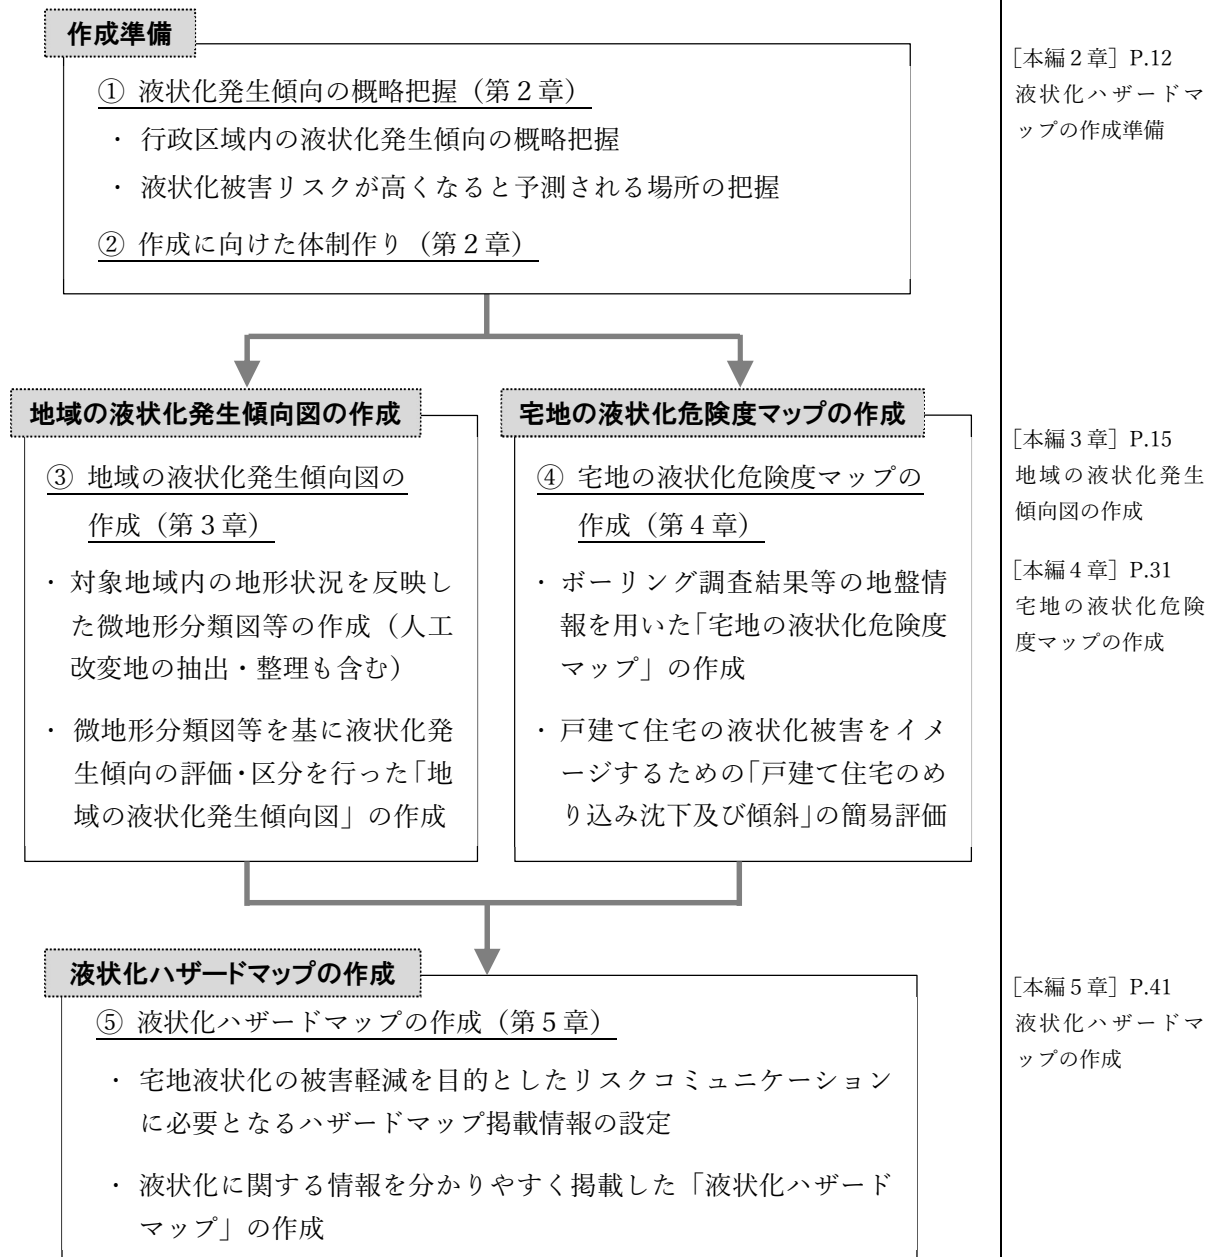 作成準備
① 液状化発生傾向の概略把握（第２章）
・ 行政区域内の液状化発生傾向の概略把握
・ 液状化被害リスクが高くなると予測される場所の把握
② 作成に向けた体制作り（第２章）
［本編２章］P.12
液状化ハザードマ
ップの作成準備
地域の液状化発生傾向図の作成
③ 地域の液状化発生傾向図の
作成（第３章）
・ 対象地域内の地形状況を反映し
た微地形分類図等の作成（人工
改変地の抽出・整理も含む）
・ 微地形分類図等を基に液状化発
生傾向の評価・区分を行った「地
域の液状化発生傾向図」の作成
宅地の液状化危険度マップの作成
④ 宅地の液状化危険度マップの
作成（第４章）
・ ボーリング調査結果等の地盤情
報を用いた「宅地の液状化危険度
マップ」の作成
・ 戸建て住宅の液状化被害をイメ
ージするための「戸建て住宅のめ
り込み沈下及び傾斜」の簡易評価
［本編３章］P.15
地域の液状化発生
傾向図の作成
［本編４章］P.31
宅地の液状化危険
度マップの作成
液状化ハザードマップの作成
⑤ 液状化ハザードマップの作成（第５章）
・ 宅地液状化の被害軽減を目的としたリスクコミュニケーション
に必要となるハザードマップ掲載情報の設定
・ 液状化に関する情報を分かりやすく掲載した「液状化ハザード
マップ」の作成
［本編５章］P.41
液状化ハザードマ
ップの作成